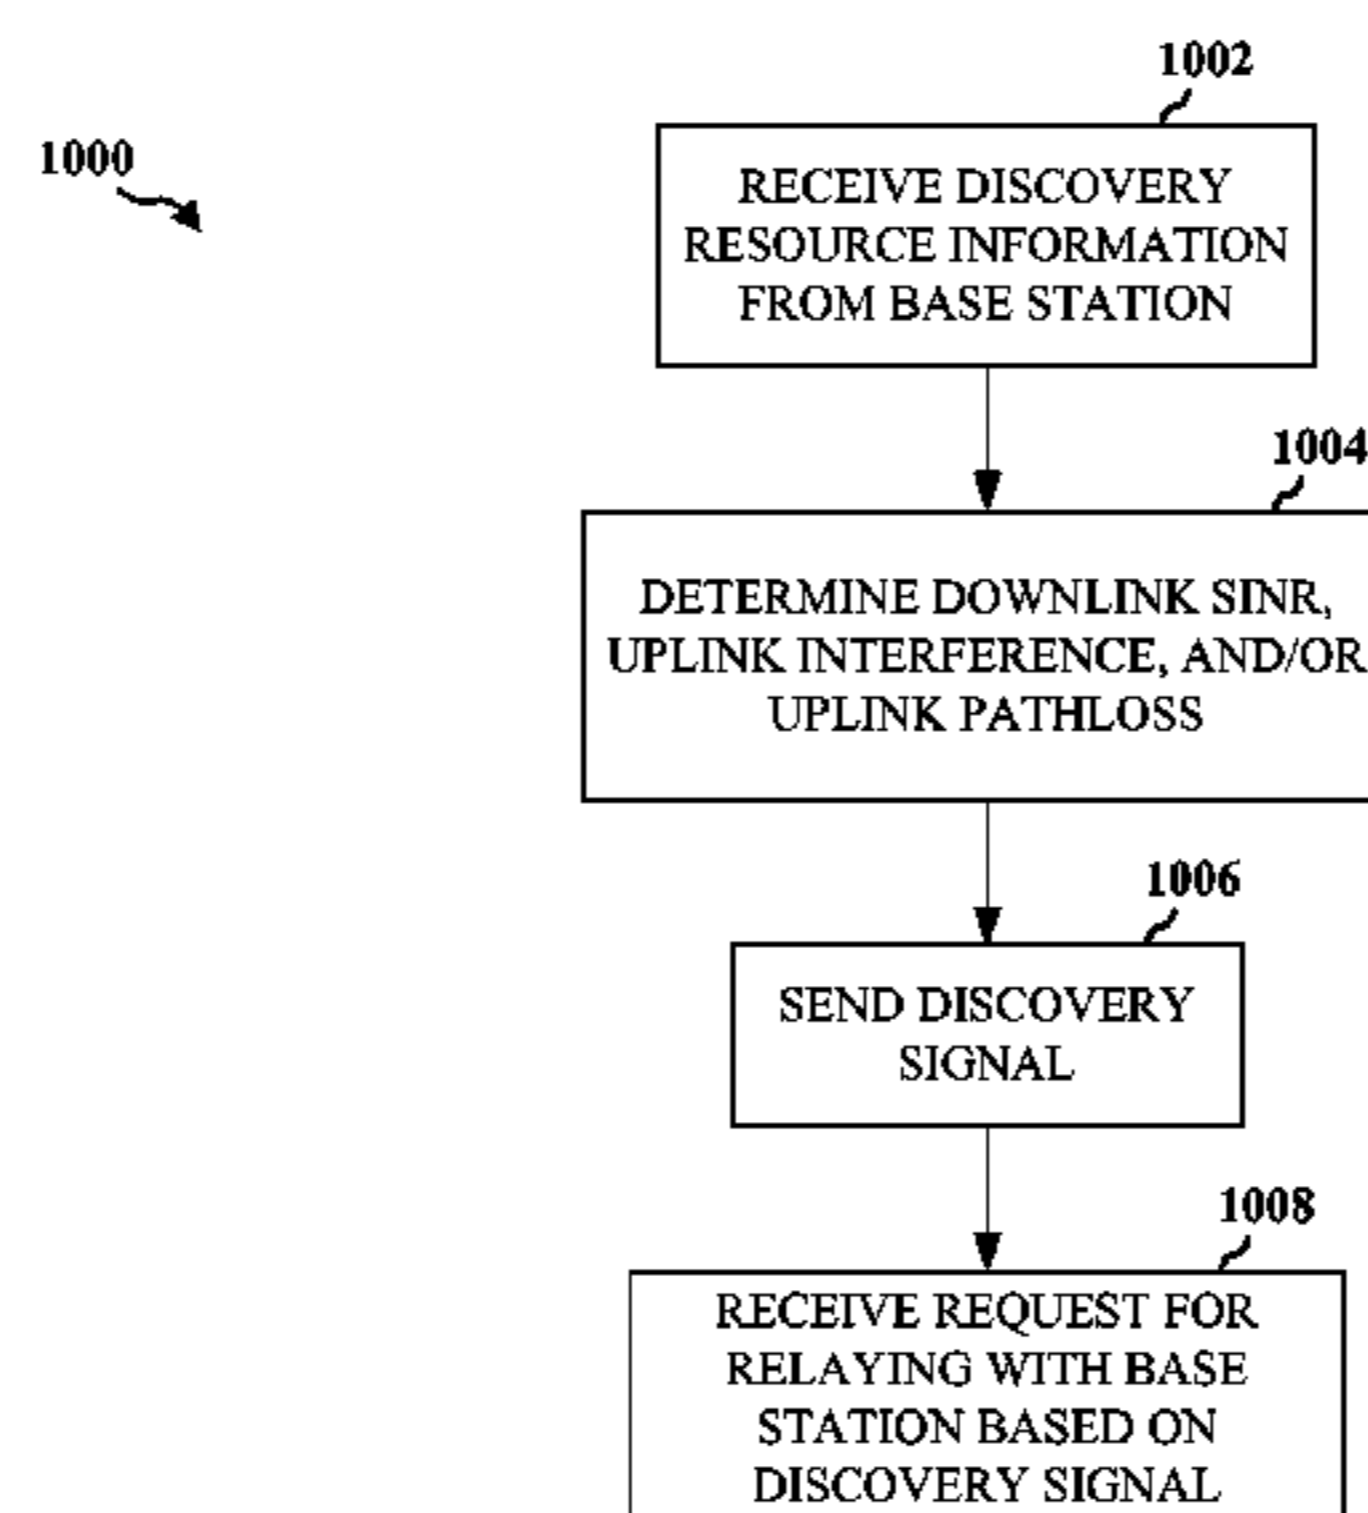 1002
1000
RECEIVE DISCOVERY
RESOURCE INFORMATION
FROM BASE STATION
1004
DETERMINE DOWNLINK SINR,
UPLINK INTERFERENCE, AND/OR
UPLINK PATHLOSS
1006
SEND DISCOVERY
SIGNAL
1008
RECEIVE REQUEST FOR
RELAYING WITH BASE
STATION BASED ON
DISCOVERY SIGNAL